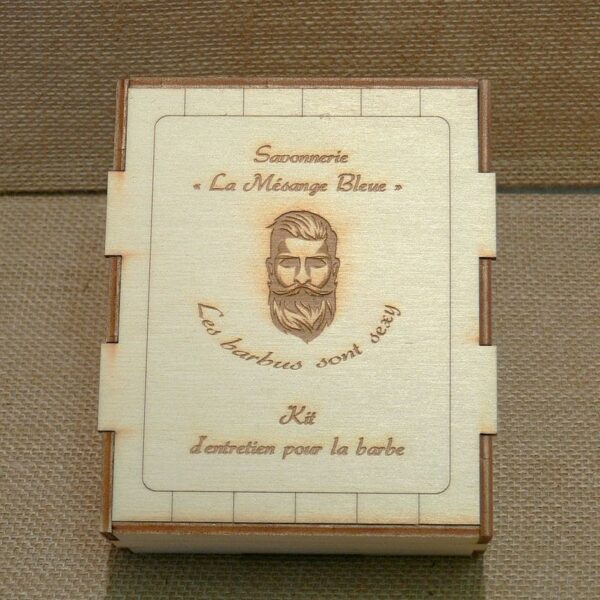 Savonnerie
« La Mésange Bleue »
Les barbus sont sexy
Kit
d'entretien pour la barbe